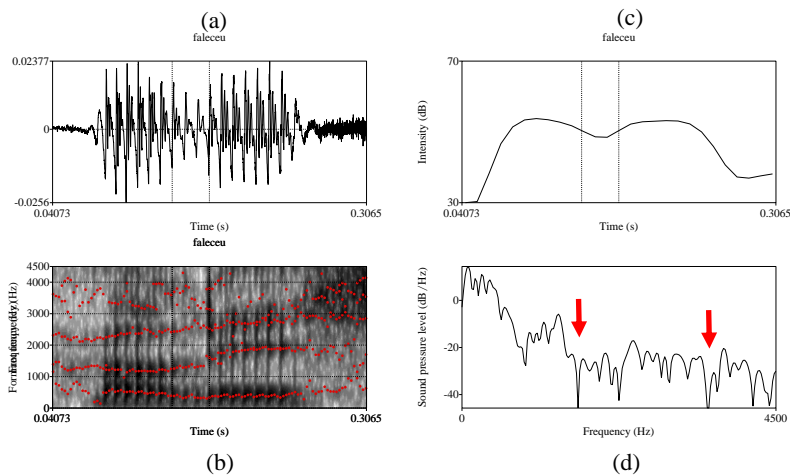 (a)
faleceu
0.02377
0
-0.0256
0.04073
0.3065
Time (s)
(c)
faleceu
70
Intensity (dB)
30
0.04073
0.3065
Time (s)
faleceu
4500
4000
3000
2000
1000
0
0.04073
0.3065
Time (s)
(b)
Sound pressure level (dB /Hz)
0
-20
-40
0
4500
Frequency (Hz)
(d)